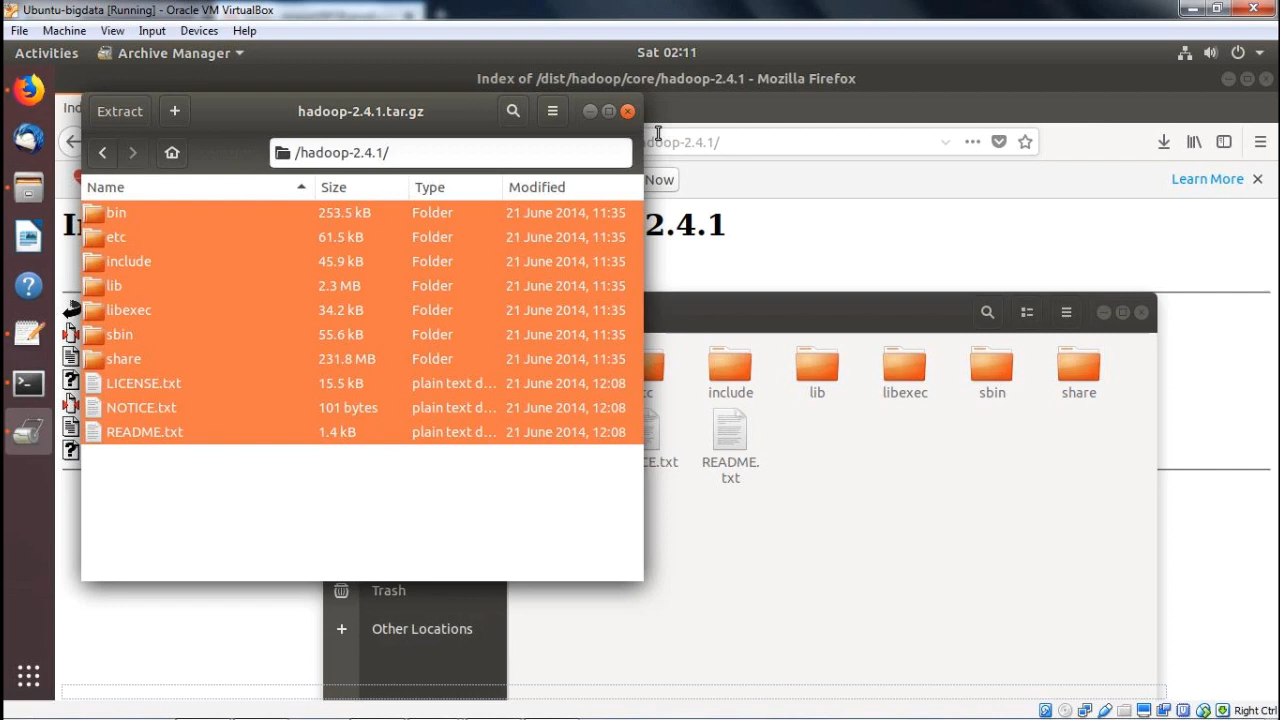 Ubuntu-bigdata [Running] - Oracle VM VirtualBox
File Machine View Input Devices Help
Activities Archive Manager Sat 02:11
Index of /dist/hadoop/core/hadoop-2.4.1 - Mozilla Firefox
Extract + hadoop-2.4.1.tar.gz
/hadoop-2.4.1/
doop-2.4.1/
Now
Learn More
2.4.1
Name Size Type Modified
bin 253.5 kB Folder 21 June 2014, 11:35
etc 61.5 kB Folder 21 June 2014, 11:35
include 45.9 kB Folder 21 June 2014, 11:35
lib 2.3 MB Folder 21 June 2014, 11:35
libexec 34.2 kB Folder 21 June 2014, 11:35
sbin 55.6 kB Folder 21 June 2014, 11:35
share 231.8 MB Folder 21 June 2014, 11:35
LICENSE.txt 15.5 kB plain text d... 21 June 2014, 12:08
NOTICE.txt 101 bytes plain text d... 21 June 2014, 12:08
README.txt 1.4 kB plain text d... 21 June 2014, 12:08
tc include lib libexec sbin share
CE.txt README.
txt
Trash
+ Other Locations
Right Ctrl